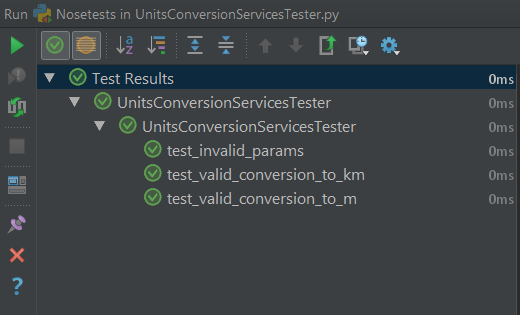 Run Nosetests in UnitsConversionServicesTester.py
Test Results 0ms
UnitsConversionServicesTester 0ms
UnitsConversionServicesTester 0ms
test_invalid_params 0ms
test_valid_conversion_to_km 0ms
test_valid_conversion_to_m 0ms